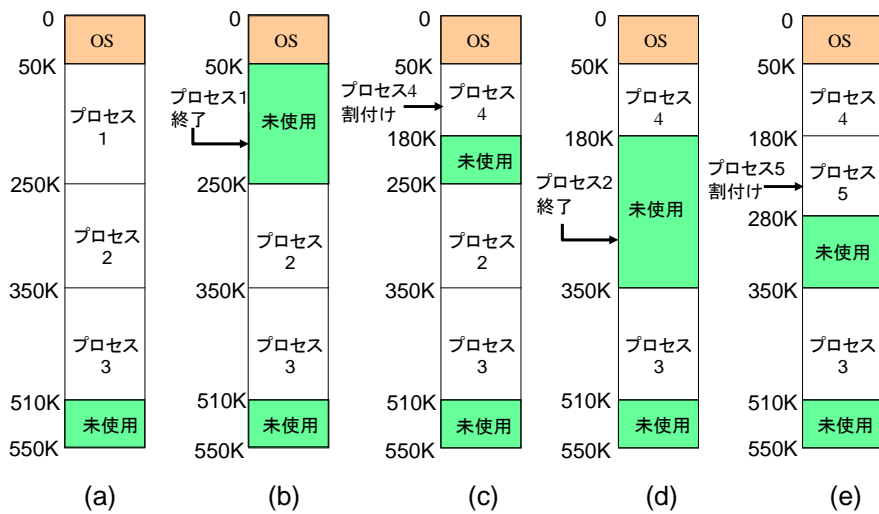 0
OS
50K
プロセス
1
250K
プロセス
2
350K
プロセス
3
510K
未使用
550K
(a)
0
OS
50K
プロセス1
終了
未使用
250K
プロセス
2
350K
プロセス
3
510K
未使用
550K
(b)
0
OS
50K
プロセス4
割付け
プロセス
4
180K
未使用
250K
プロセス
2
350K
プロセス
3
510K
未使用
550K
(c)
0
OS
50K
プロセス
4
180K
プロセス2
終了
未使用
350K
プロセス
3
510K
未使用
550K
(d)
0
OS
50K
プロセス
4
180K
プロセス5
割付け
プロセス
5
280K
未使用
350K
プロセス
3
510K
未使用
550K
(e)